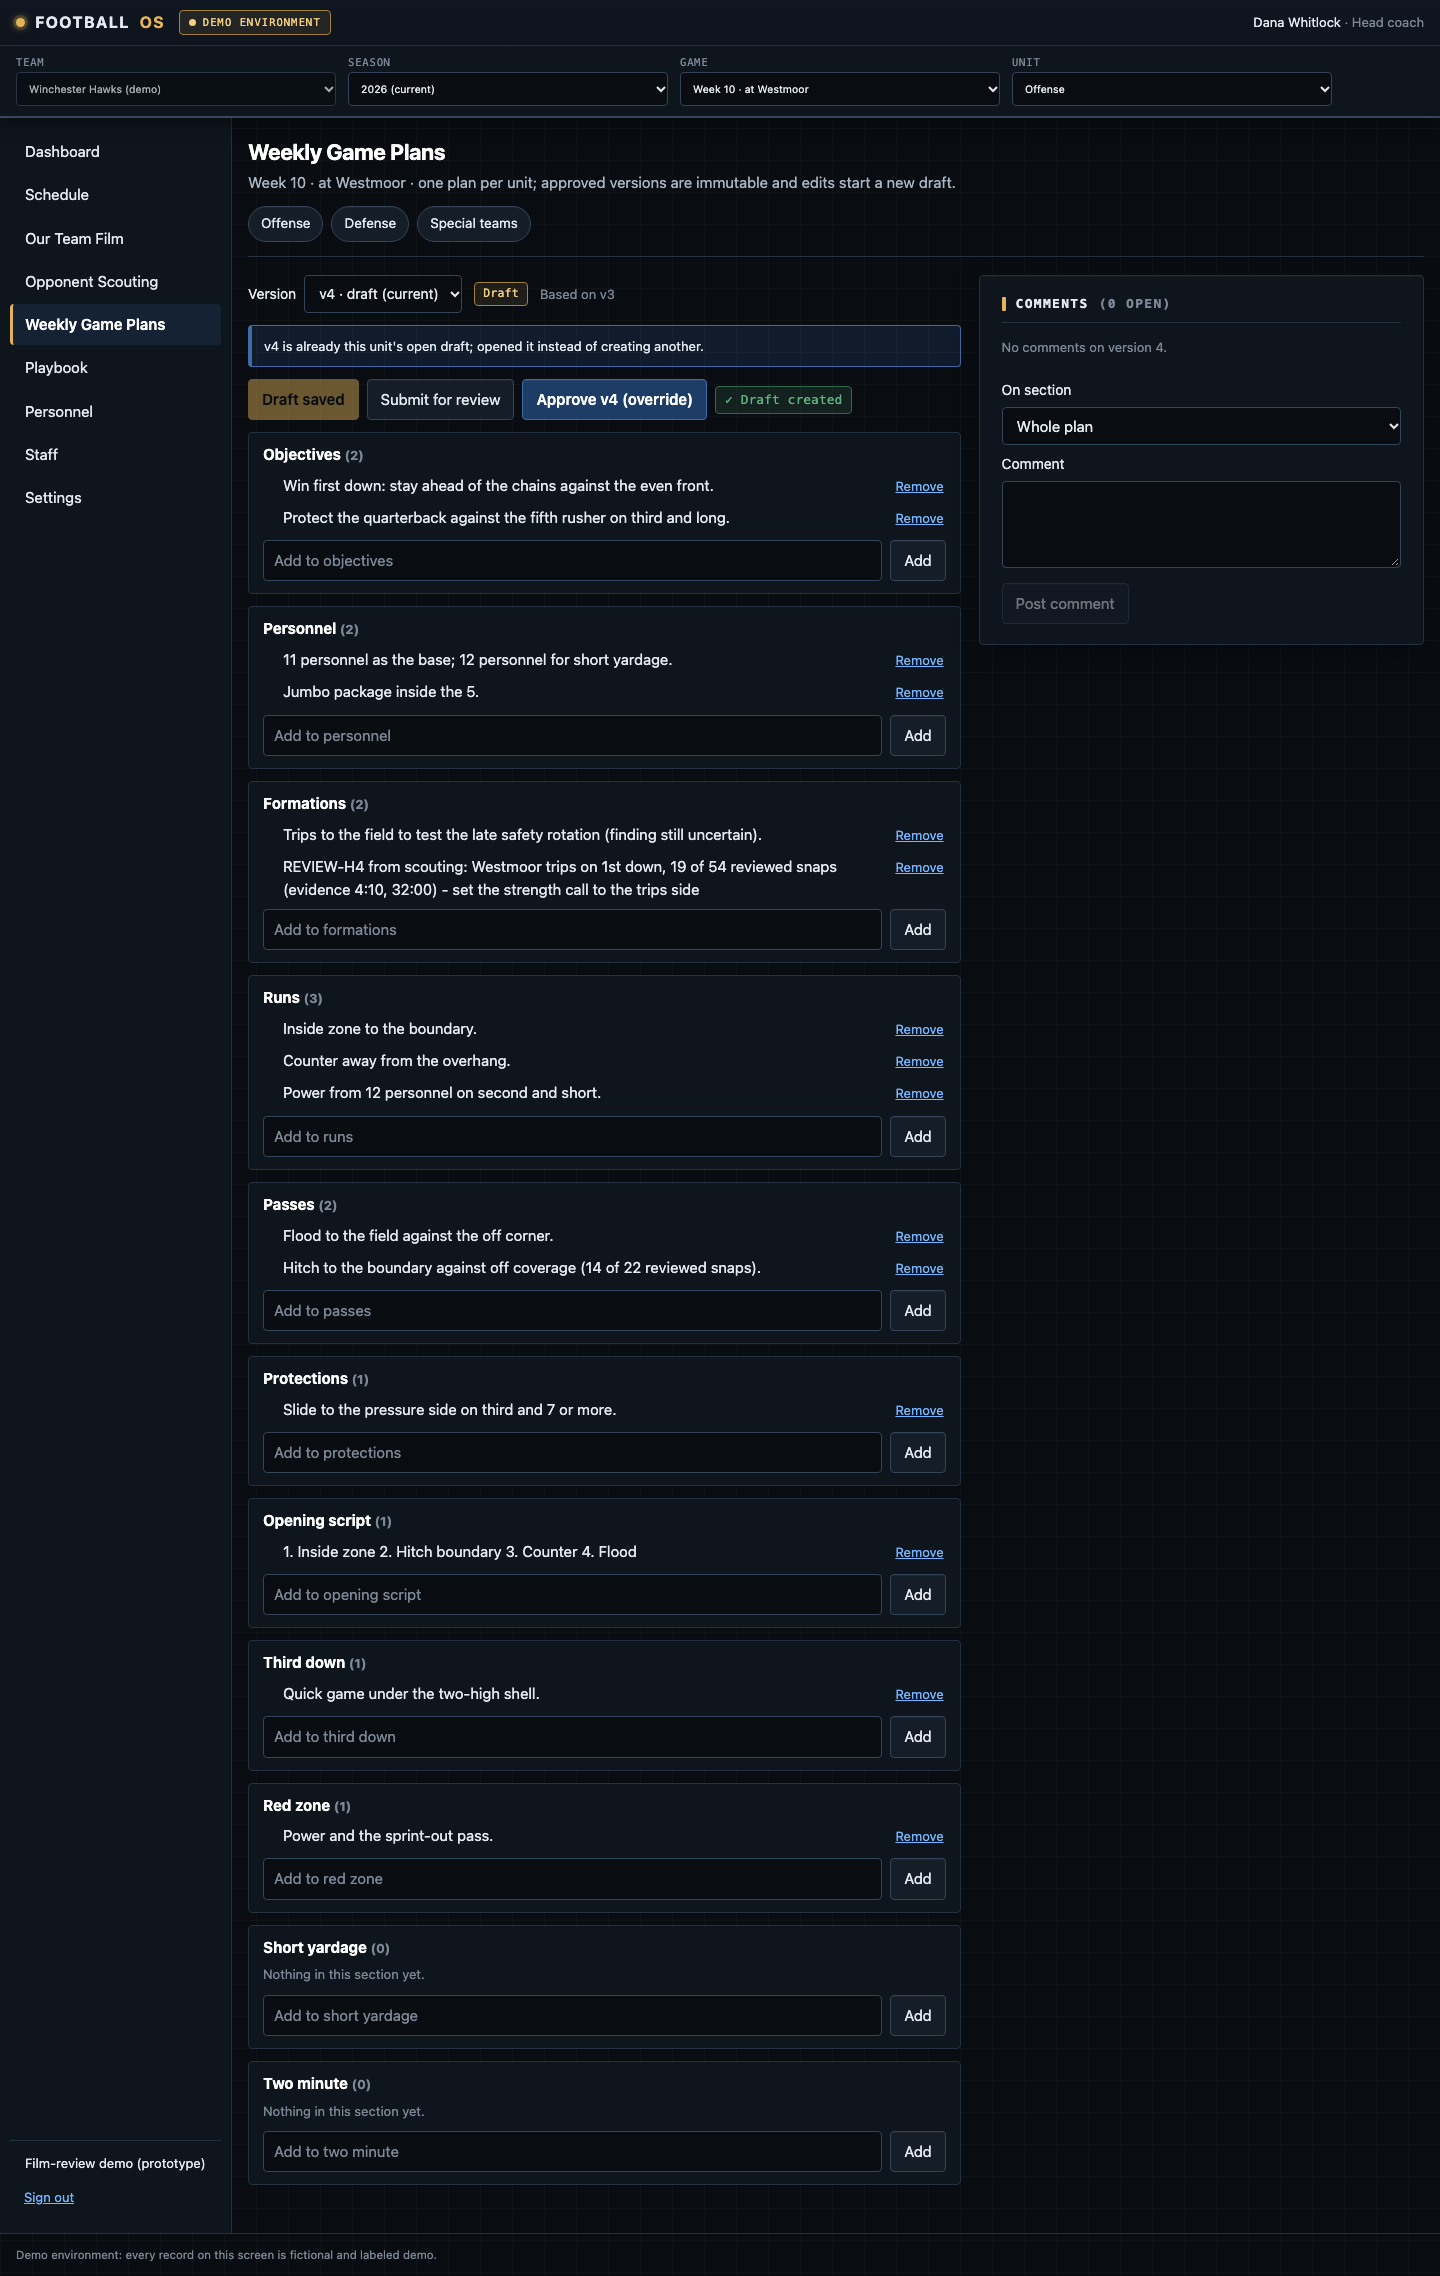 FOOTBALL OS
DEMO ENVIRONMENT
Dana Whitlock · Head coach
TEAM
Winchester Hawks (demo)
SEASON
2026 (current)
GAME
Week 10 · at Westmoor
UNIT
Offense
Dashboard
Schedule
Our Team Film
Opponent Scouting
Weekly Game Plans
Playbook
Personnel
Staff
Settings
Film-review demo (prototype)
Sign out
Weekly Game Plans
Week 10 · at Westmoor · one plan per unit; approved versions are immutable and edits start a new draft.
Offense
Defense
Special teams
Version
v4 · draft (current)
Draft
Based on v3
v4 is already this unit's open draft; opened it instead of creating another.
Draft saved
Submit for review
Approve v4 (override)
✓ Draft created
Objectives (2)
Win first down: stay ahead of the chains against the even front.
Remove
Protect the quarterback against the fifth rusher on third and long.
Remove
Add to objectives
Add
Personnel (2)
11 personnel as the base; 12 personnel for short yardage.
Remove
Jumbo package inside the 5.
Remove
Add to personnel
Add
Formations (2)
Trips to the field to test the late safety rotation (finding still uncertain).
Remove
REVIEW-H4 from scouting: Westmoor trips on 1st down, 19 of 54 reviewed snaps
(evidence 4:10, 32:00) - set the strength call to the trips side
Remove
Add to formations
Add
Runs (3)
Inside zone to the boundary.
Remove
Counter away from the overhang.
Remove
Power from 12 personnel on second and short.
Remove
Add to runs
Add
Passes (2)
Flood to the field against the off corner.
Remove
Hitch to the boundary against off coverage (14 of 22 reviewed snaps).
Remove
Add to passes
Add
Protections (1)
Slide to the pressure side on third and 7 or more.
Remove
Add to protections
Add
Opening script (1)
1. Inside zone 2. Hitch boundary 3. Counter 4. Flood
Remove
Add to opening script
Add
Third down (1)
Quick game under the two-high shell.
Remove
Add to third down
Add
Red zone (1)
Power and the sprint-out pass.
Remove
Add to red zone
Add
Short yardage (0)
Nothing in this section yet.
Add to short yardage
Add
Two minute (0)
Nothing in this section yet.
Add to two minute
Add
COMMENTS (0 OPEN)
No comments on version 4.
On section
Whole plan
Comment
Post comment
Demo environment: every record on this screen is fictional and labeled demo.